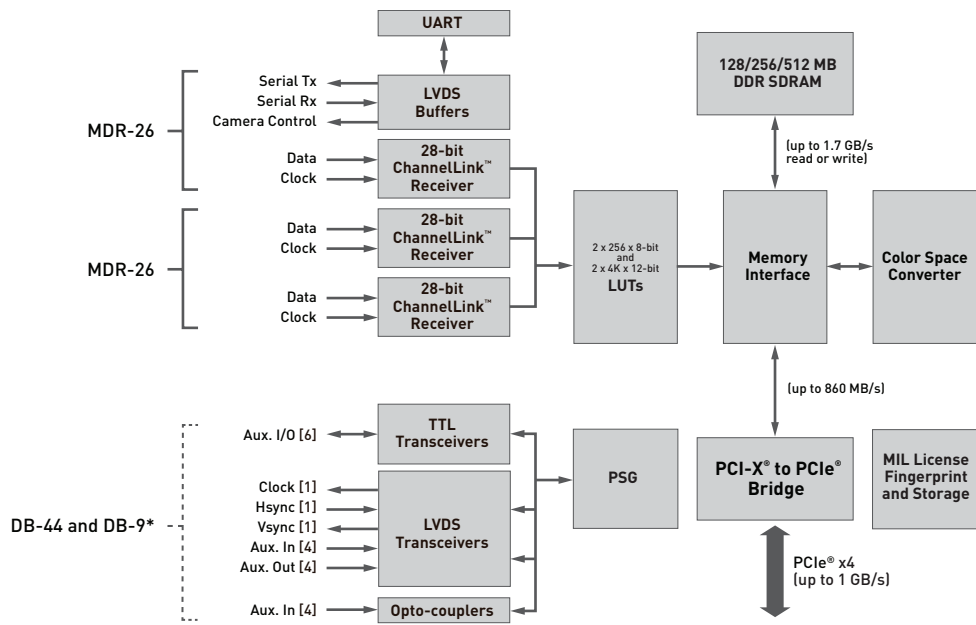 UART
128/256/512 MB
DDR SDRAM
Serial Tx
Serial Rx
Camera Control
LVDS
Buffers
MDR-26
(up to 1.7 GB/s
read or write)
Data
Clock
28-bit
ChannelLink™
Receiver
MDR-26
Data
Clock
28-bit
ChannelLink™
Receiver
Data
Clock
28-bit
ChannelLink™
Receiver
2 x 256 x 8-bit
and
2 x 4K x 12-bit
LUTs
Memory
Interface
Color Space
Converter
(up to 860 MB/s)
Aux. I/O [6]
TTL
Transceivers
DB-44 and DB-9*
Clock [1]
Hsync [1]
Vsync [1]
Aux. In [4]
Aux. Out [4]
LVDS
Transceivers
Aux. In [4]
Opto-couplers
PSG
PCI-X® to PCIe®
Bridge
MIL License
Fingerprint
and Storage
PCIe® x4
(up to 1 GB/s)